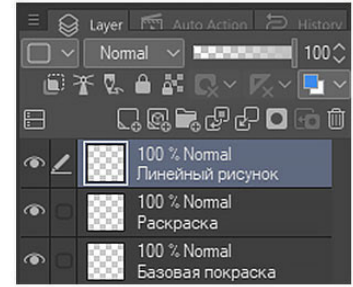 Layer Auto Action History
Normal 100
100 % Normal
Линейный рисунок
100 % Normal
Раскраска
100 % Normal
Базовая покраска